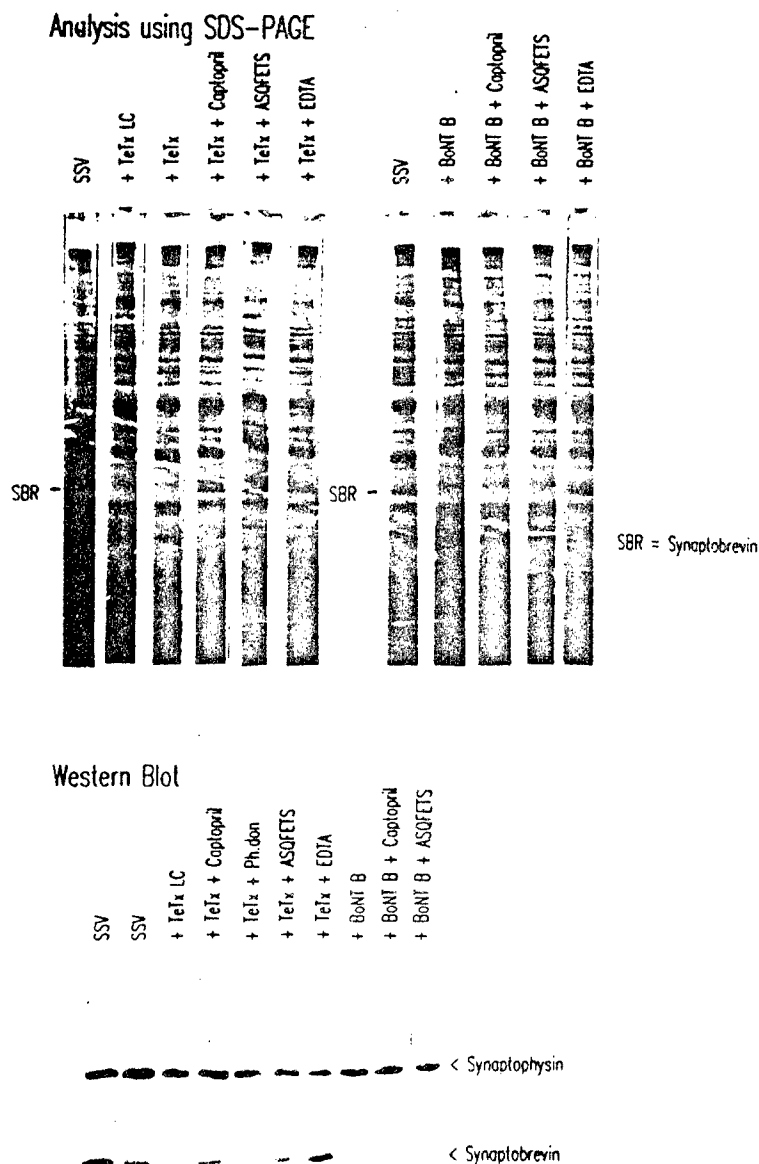 Analysis using SDS-PAGE
SSV
+ TeTx LC
+ TeTx
+ TeTx + Captopril
+ TeTx + ASQFETS
+ TeTx + EDTA
SSV
+ BoNT B
+ BoNT B + Captopril
+ BoNT B + ASQFETS
+ BoNT B + EDTA
SBR -
SBR -
SBR = Synaptobrevin
Western Blot
SSV
SSV
+ TeTx LC
+ TeTx + Captopril
+ TeTx + Ph.don
+ TeTx + ASQFETS
+ TeTx + EDTA
+ BoNT B
+ BoNT B + Captopril
+ BoNT B + ASQFETS
< Synaptophysin
< Synaptobrevin